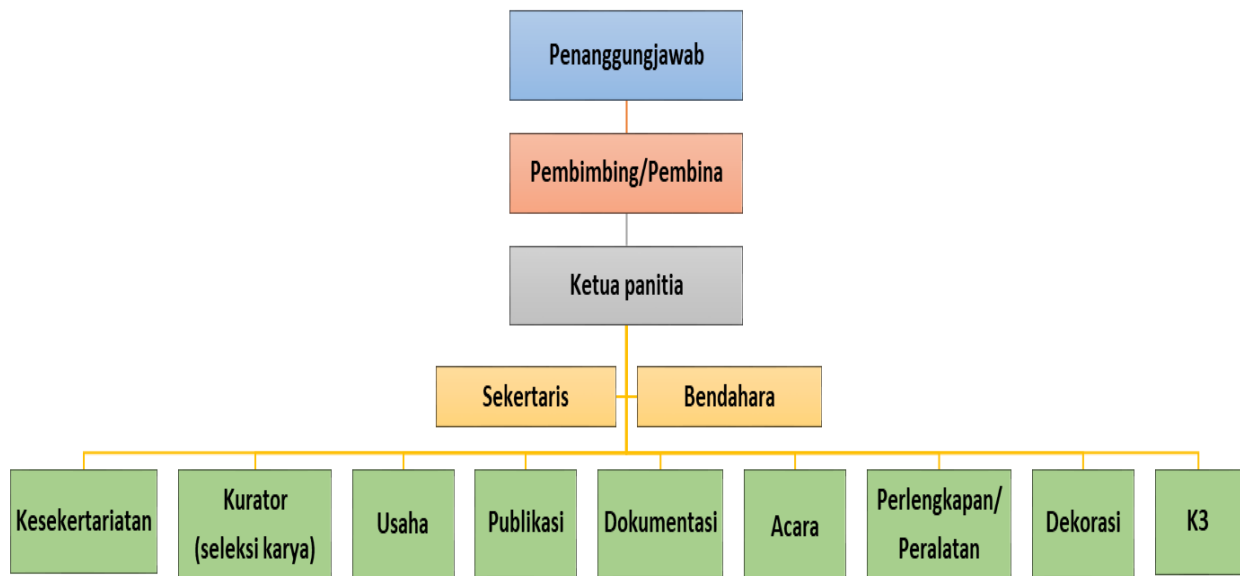 Penanggungjawab
Pembimbing/Pembina
Ketua panitia
Sekertaris
Bendahara
Kesekertariatan
Kurator
(seleksi karya)
Usaha
Publikasi
Dokumentasi
Acara
Perlengkapan/
Peralatan
Dekorasi
K3